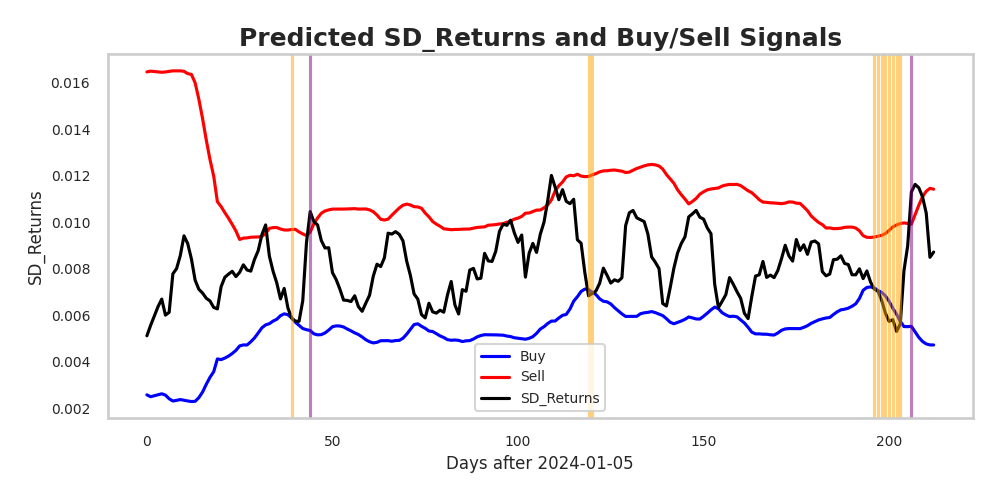 Predicted SD_Returns and Buy/Sell Signals
SD_Returns
0.016
0.014
0.012
0.010
0.008
0.006
0.004
0.002
Buy
Sell
SD_Returns
0 50 100 150 200
Days after 2024-01-05